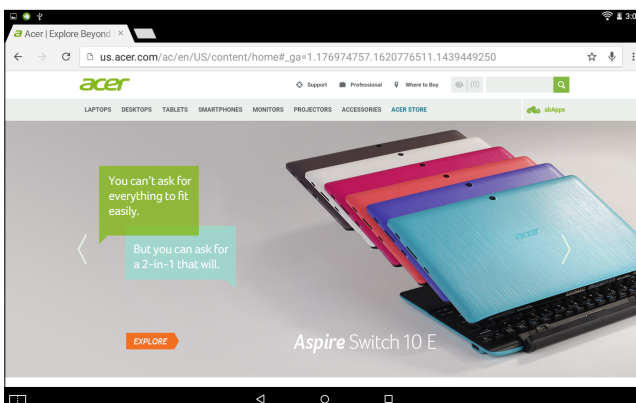 3:0
Acer | Explore Beyond
us.acer.com/ac/en/US/content/home#_ga=1.176974757.1620776511.1439449250
acer
Support Professional Where to Buy (0)
LAPTOPS DESKTOPS TABLETS SMARTPHONES MONITORS PROJECTORS ACCESSORIES ACER STORE abApps
You can't ask for
everything to fit
easily.
But you can ask for
a 2-in-1 that will.
acer
EXPLORE
Aspire Switch 10 E